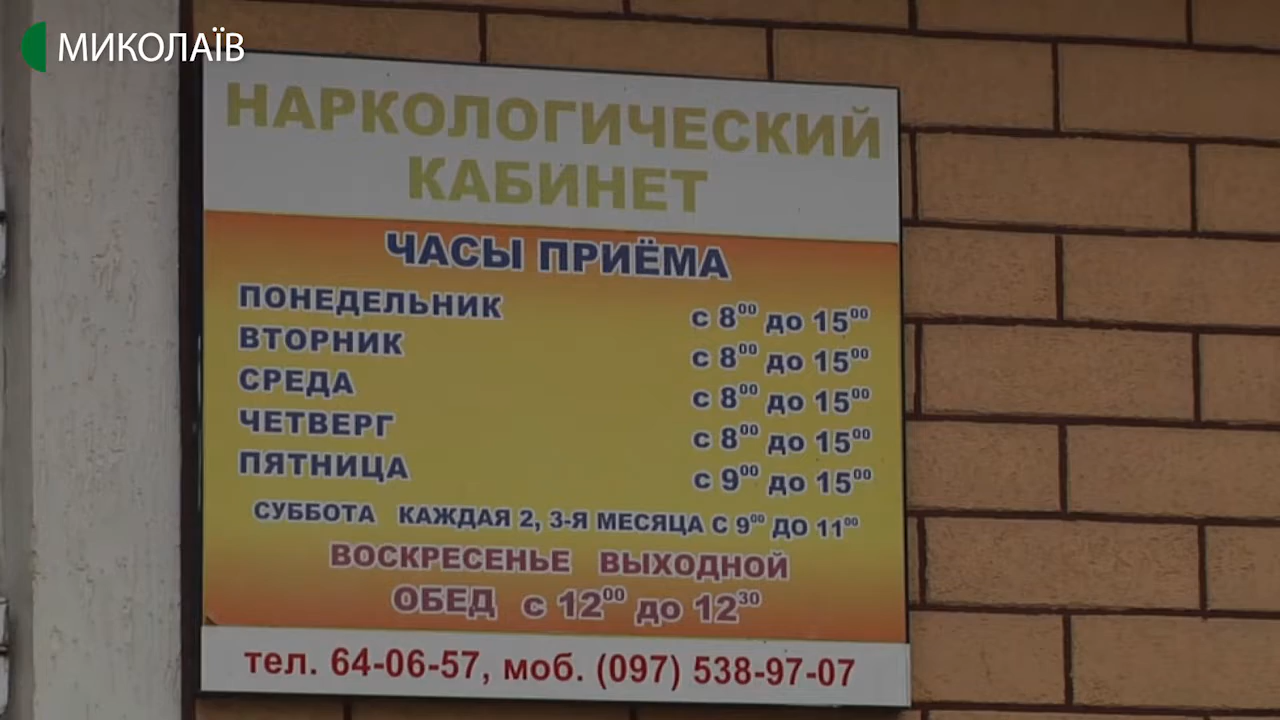 МИКОЛАЇВ
НАРКОЛОГИЧЕСКИЙ
КАБИНЕТ
ЧАСЫ ПРИЁМА
ПОНЕДЕЛЬНИК с 8⁰⁰ до 15⁰⁰
ВТОРНИК с 8⁰⁰ до 15⁰⁰
СРЕДА с 8⁰⁰ до 15⁰⁰
ЧЕТВЕРГ с 8⁰⁰ до 15⁰⁰
ПЯТНИЦА с 9⁰⁰ до 15⁰⁰
СУББОТА КАЖДАЯ 2, 3-Я МЕСЯЦА С 9⁰⁰ ДО 11⁰⁰
ВОСКРЕСЕНЬЕ ВЫХОДНОЙ
ОБЕД с 12⁰⁰ до 12³⁰
тел. 64-06-57, моб. (097) 538-97-07